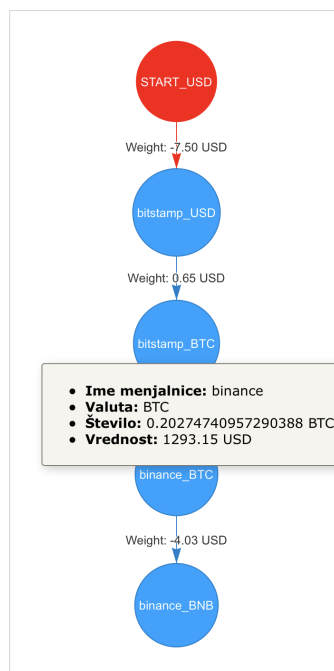 START_USD
Weight: -7.50 USD
bitstamp_USD
Weight: 0.65 USD
bitstamp_BTC
• Ime menjalnice: binance
• Valuta: BTC
• Število: 0.20274740957290388 BTC
• Vrednost: 1293.15 USD
binance_BTC
Weight: -4.03 USD
binance_BNB